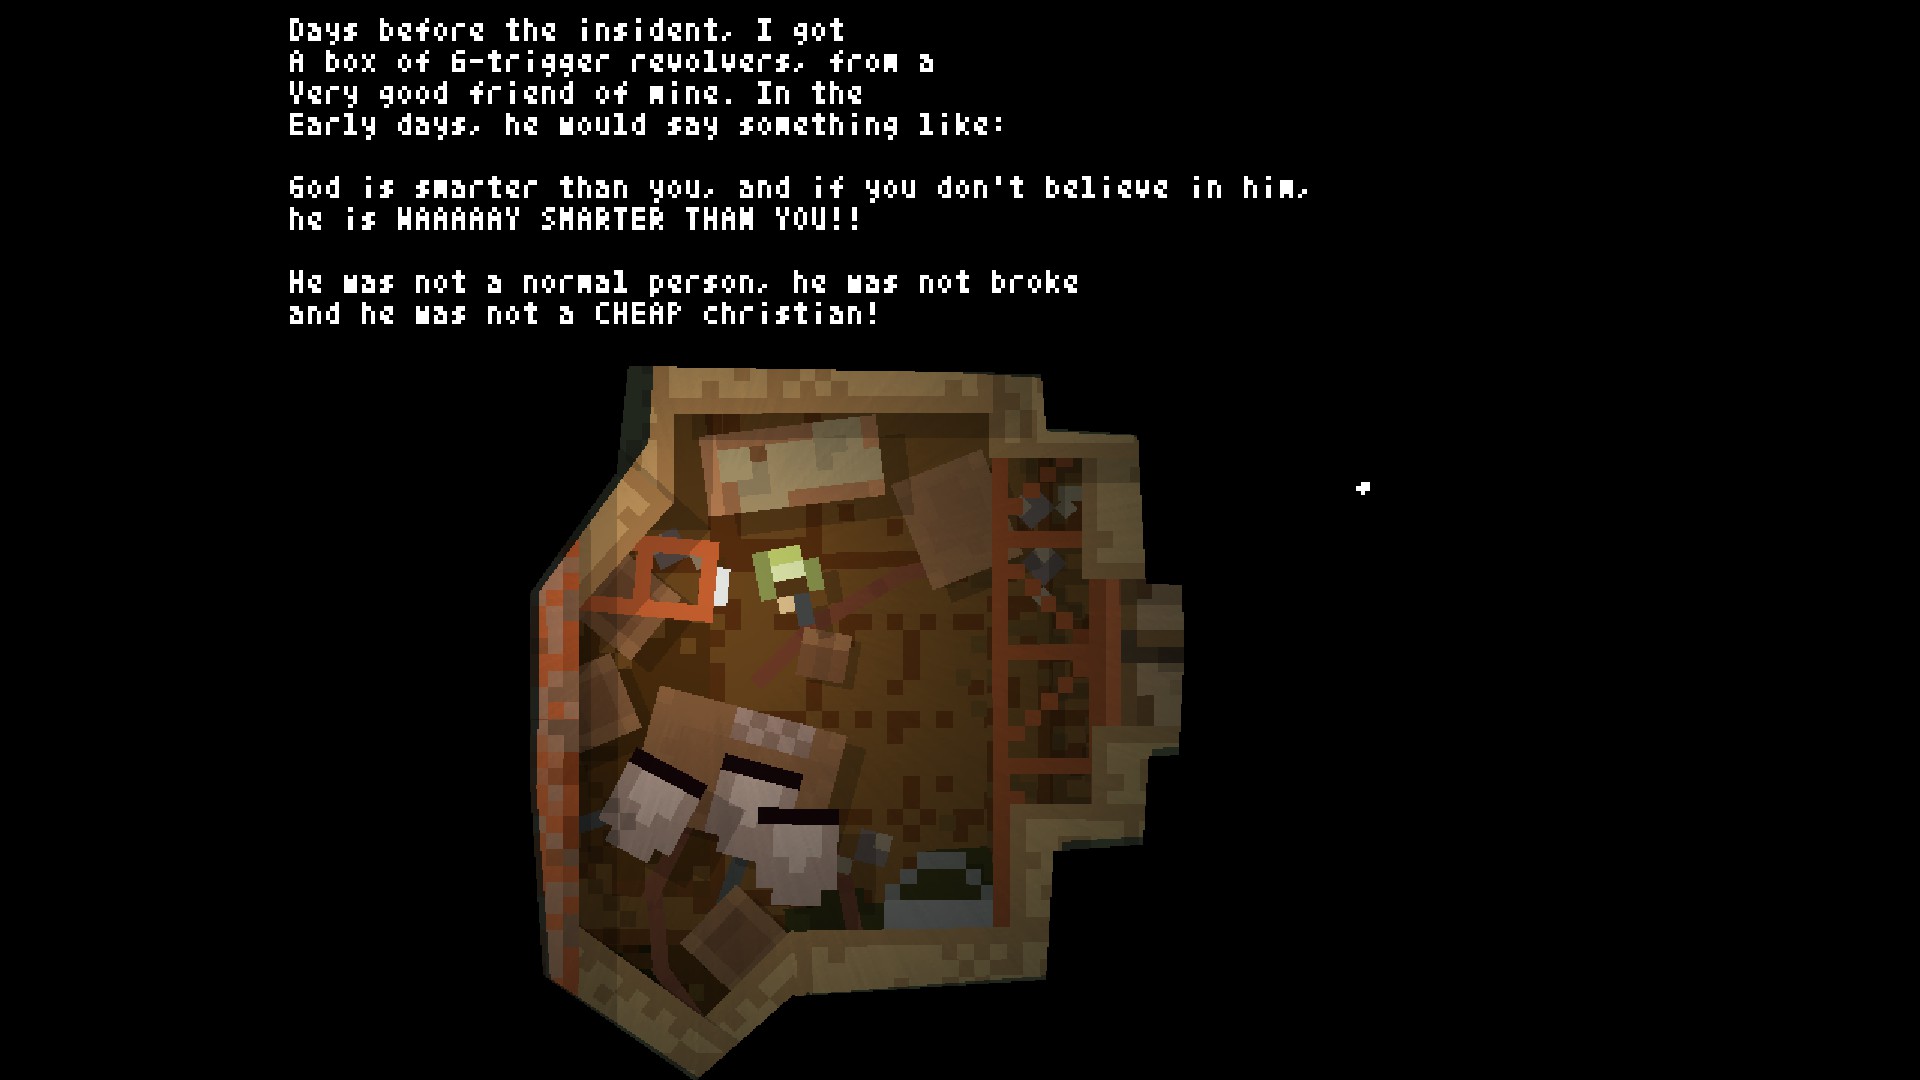 Days before the insident, I got
A box of 6-trigger revolvers, from a
Very good friend of mine. In the
Early days, he would say something like:
God is smarter than you, and if you don't believe in him,
he is WAAAAAY SMARTER THAN YOU!!
He was not a normal person, he was not broke
and he was not a CHEAP christian!